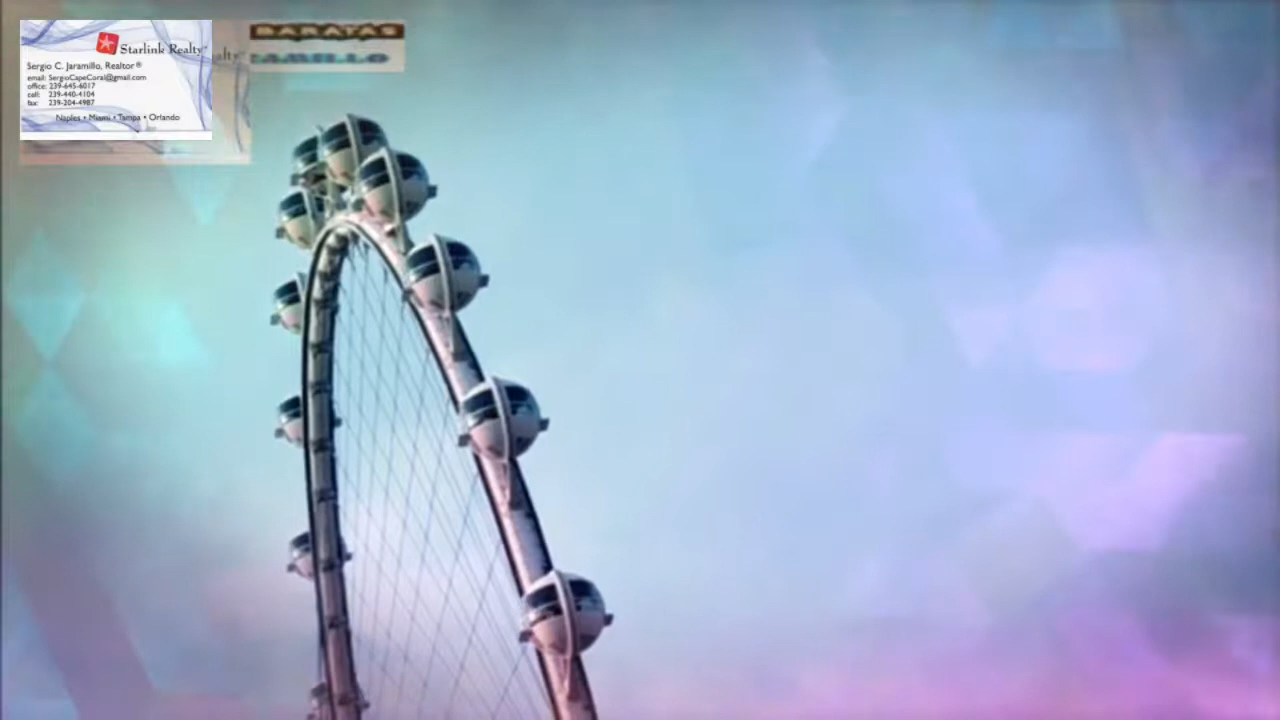 Starlink Realty
Sergio C. Jaramillo, Realtor®
email: SergioCapeCoral@gmail.com
office: 239-645-6017
cell: 239-440-4104
fax: 239-204-4987
Naples • Miami • Tampa • Orlando
BARATAS